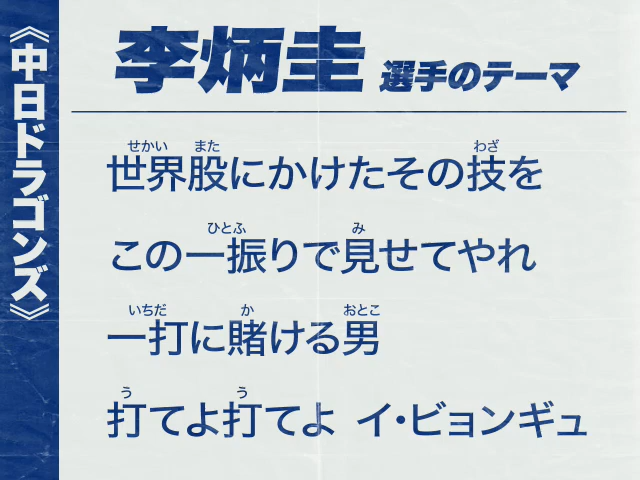 《中日ドラゴンズ》
李炳圭 選手のテーマ
せかい また わざ
世界股にかけたその技を
ひとふ み
この一振りで見せてやれ
いちだ か おとこ
一打に賭ける男
う う
打てよ打てよ イ・ビョンギュ